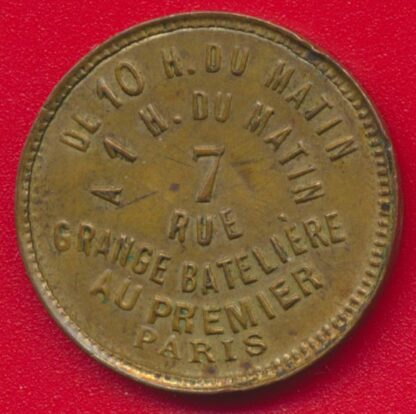 DE 10 H. DU MATIN
A 1 H. DU MATIN
7
RUE
GRANGE BATELIÈRE
AU PREMIER
PARIS